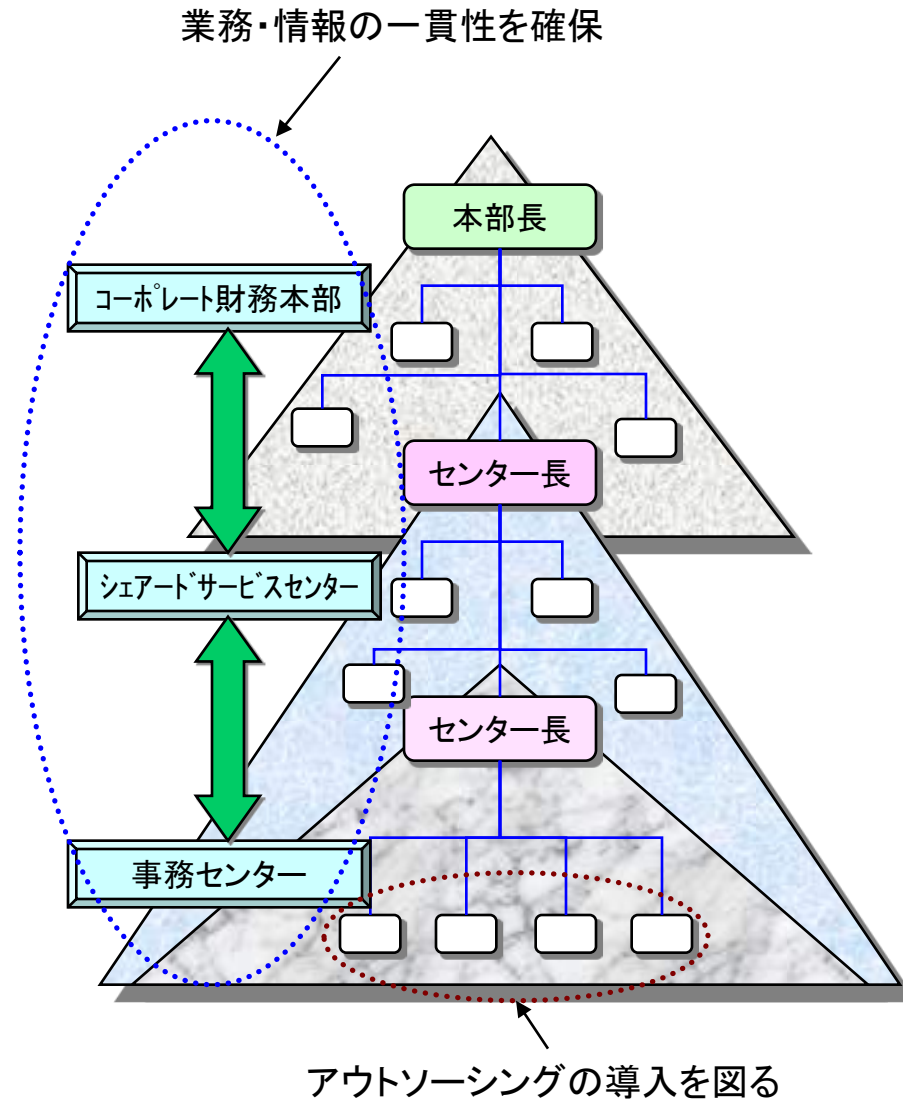 業務・情報の一貫性を確保
本部長
ｺｰﾎﾟﾚｰﾄ財務本部
センター長
ｼｪｱｰﾄﾞｻｰﾋﾞｽｾﾝﾀｰ
センター長
事務センター
アウトソーシングの導入を図る